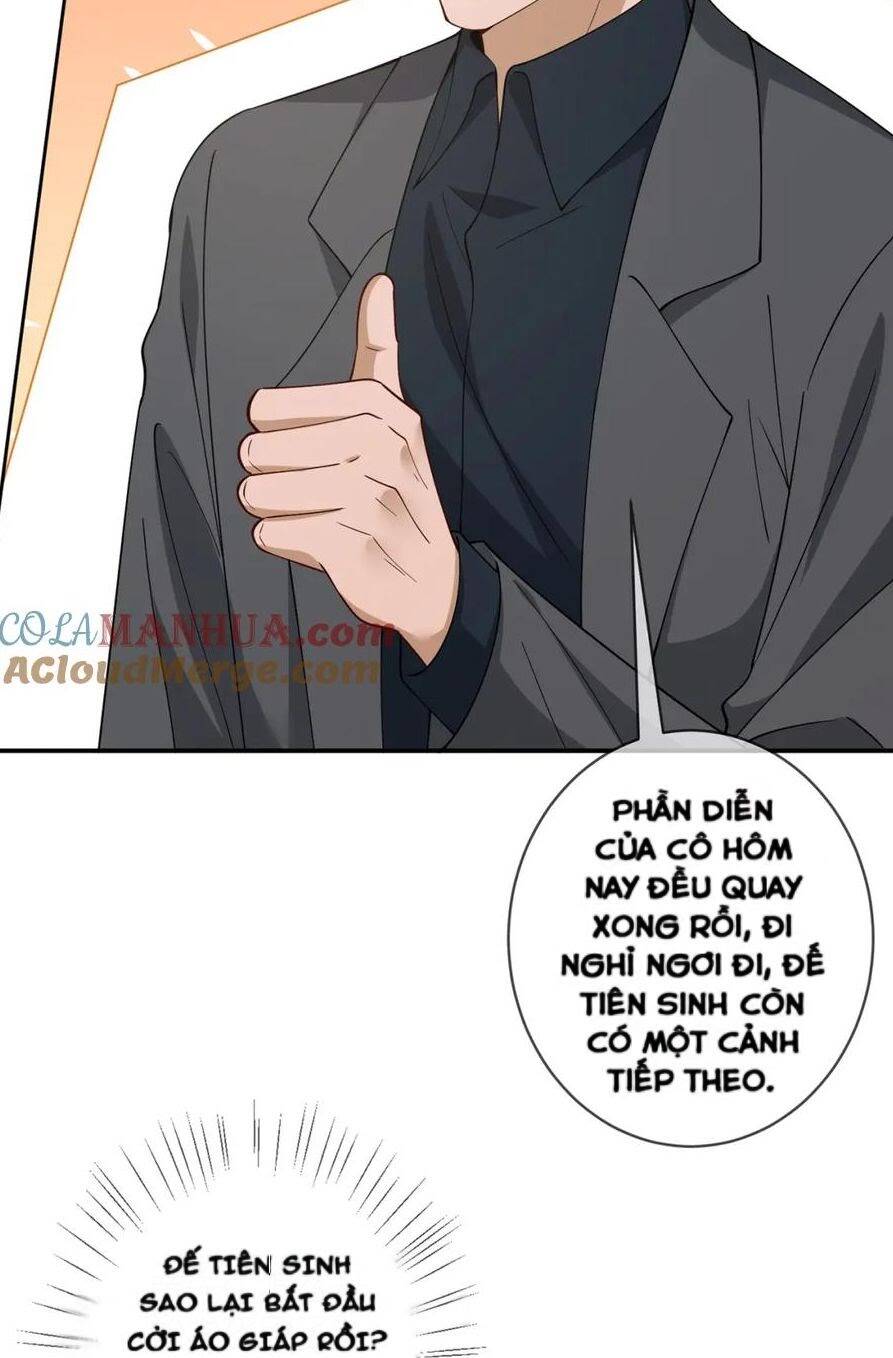 COLAMANHUA.com
ACloudMerge.com
PHẦN DIỄN
CỦA CÔ HÔM
NAY ĐỀU QUAY
XONG RỒI, ĐI
NGHỈ NGƠI ĐI, ĐẾ
TIÊN SINH CÒN
CÓ MỘT CẢNH
TIẾP THEO.
ĐẾ TIÊN SINH
SAO LẠI BẮT ĐẦU
CỞI ÁO GIÁP RỒI?